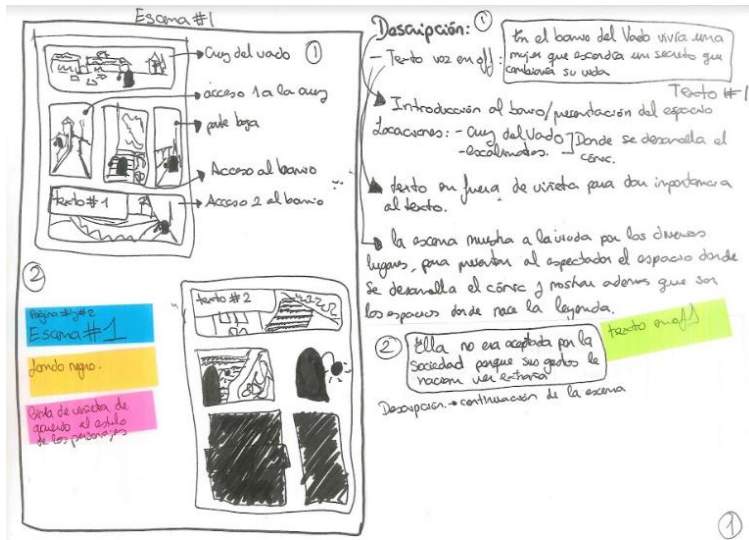 Escena #1
Cruz del vado ①
acceso 1 a la cruz
parte baja
Acceso al barrio
texto #1
Acceso 2 al barrio
②
Página #1 y #2
Escena #1
fondo negro.
Borde de viñeta de
acuerdo al estilo
de los personajes
texto #2
Descripción: ①
- Texto voz en off:
En el barrio del Vado vivía una
mujer que escondía un secreto que
cambiaría su vida
Texto #1
Introducción al barrio/presentación del espacio
Locaciones: - Cruz del Vado
- escalinatas.
Donde se desarrolla el
cómic.
texto en fuera de viñeta para dar importancia
al texto.
la escena muestra a la viuda por los diversos
lugares, para presentar al espectador el espacio donde
se desarrolla el cómic y mostrar además que son
los espacios donde nace la leyenda.
②
Ella no era aceptada por la
sociedad porque sus gestos le
hacían ver extraña
texto en off
Descripción → continuación de la escena
①